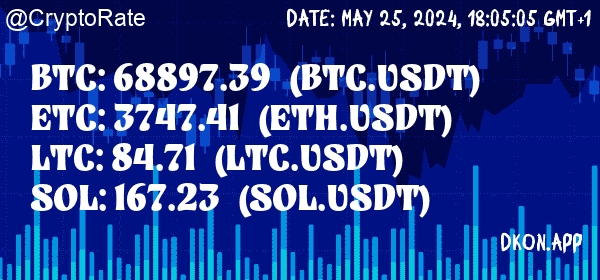 @CryptoRate
DATE: MAY 25, 2024, 18:05:05 GMT+1
BTC: 68897.39 (BTC.USDT)
ETC: 3747.41 (ETH.USDT)
LTC: 84.71 (LTC.USDT)
SOL: 167.23 (SOL.USDT)
DKON.APP